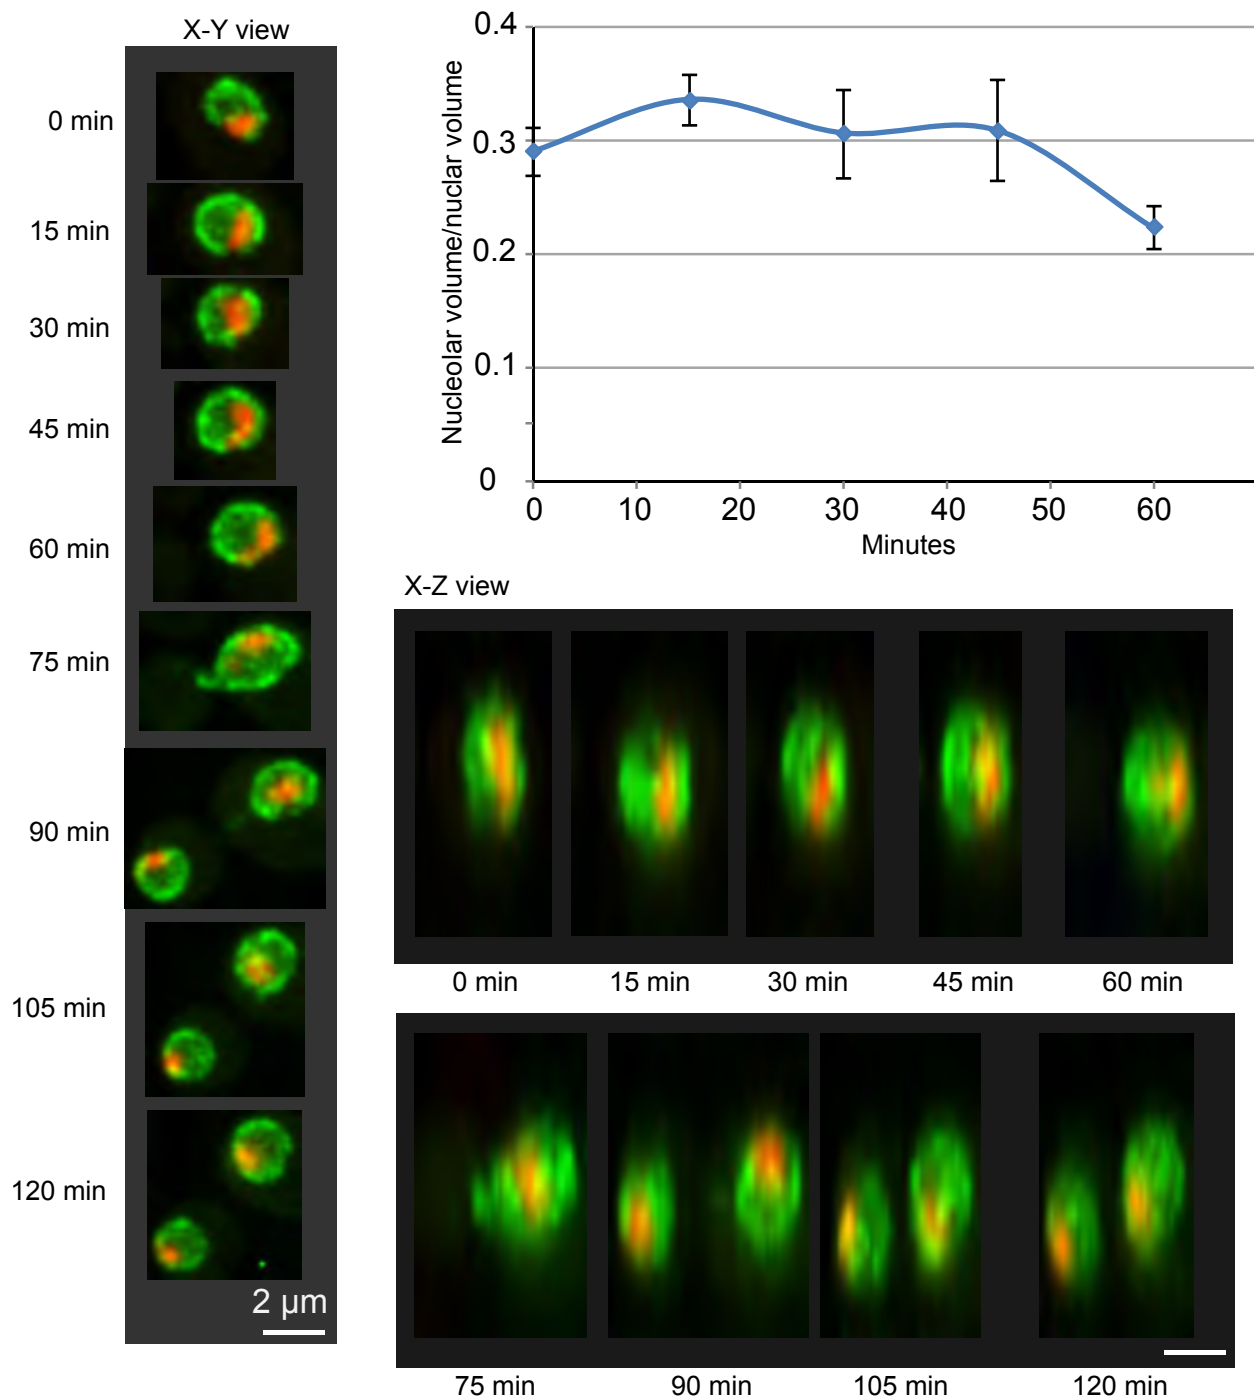 X-Y view
0 min
15 min
30 min
45 min
60 min
75 min
90 min
105 min
120 min
2 µm
Nucleolar volume/nuclar volume
0.4
0.3
0.2
0.1
0
0 10 20 30 40 50 60
Minutes
X-Z view
0 min 15 min 30 min 45 min 60 min
75 min 90 min 105 min 120 min